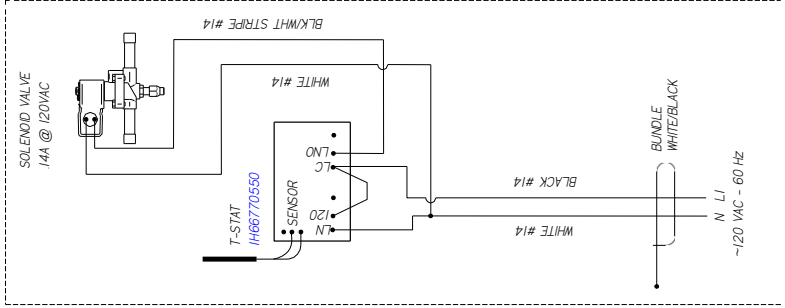 BLK/WHT STRIPE #14
WHITE #14
SOLENOID VALVE
.14A @ 120VAC
LNO
LC
SENSOR
120
LN
T-STAT
IH66770550
BLACK #14
WHITE #14
BUNDLE
WHITE/BLACK
L1
N
~120 VAC - 60 Hz